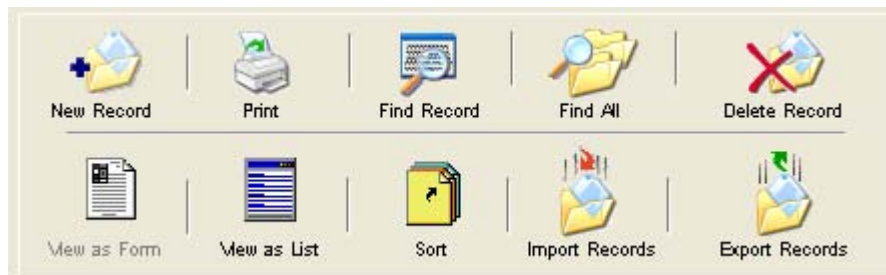 New Record Print Find Record Find All Delete Record
View as Form View as List Sort Import Records Export Records